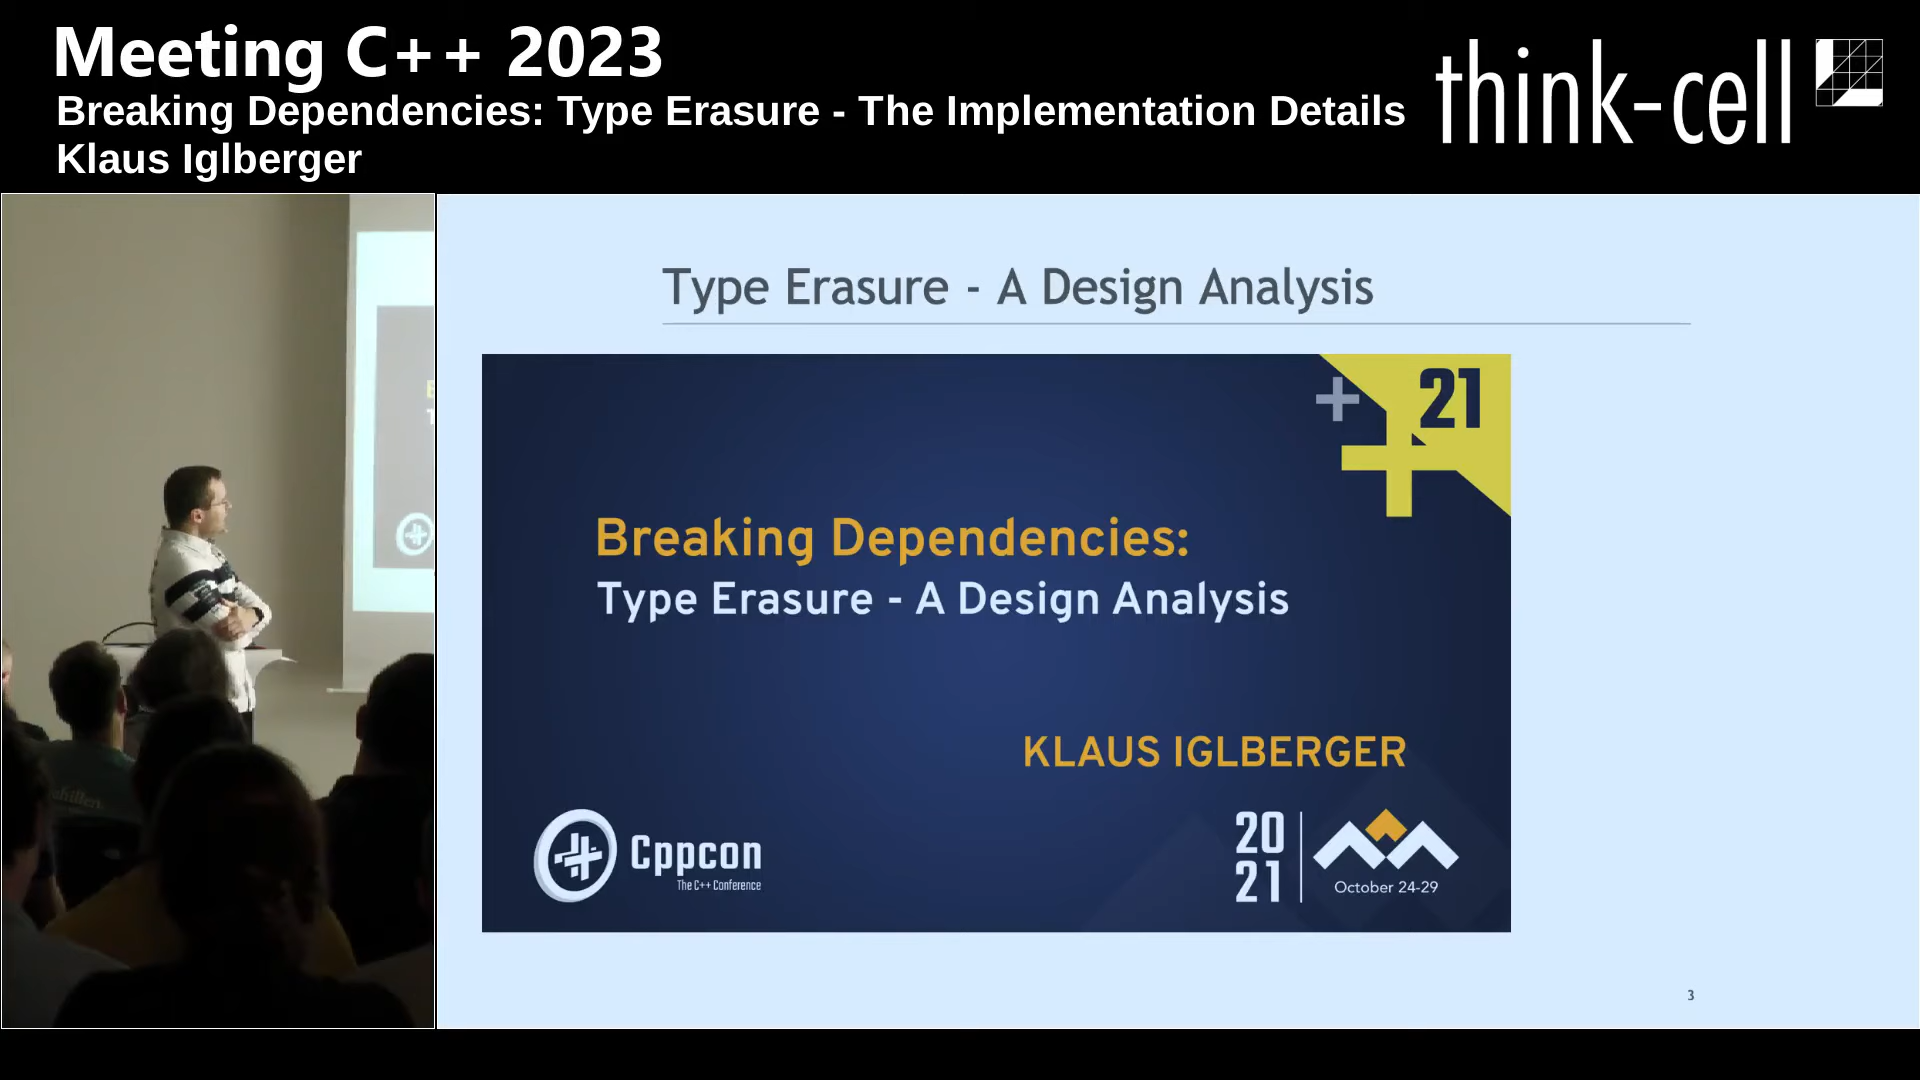 Meeting C++ 2023
Breaking Dependencies: Type Erasure - The Implementation Details
Klaus Iglberger
think-cell
Type Erasure - A Design Analysis
21
Breaking Dependencies:
Type Erasure - A Design Analysis
KLAUS IGLBERGER
Cppcon
The C++ Conference
20
21
October 24-29
3